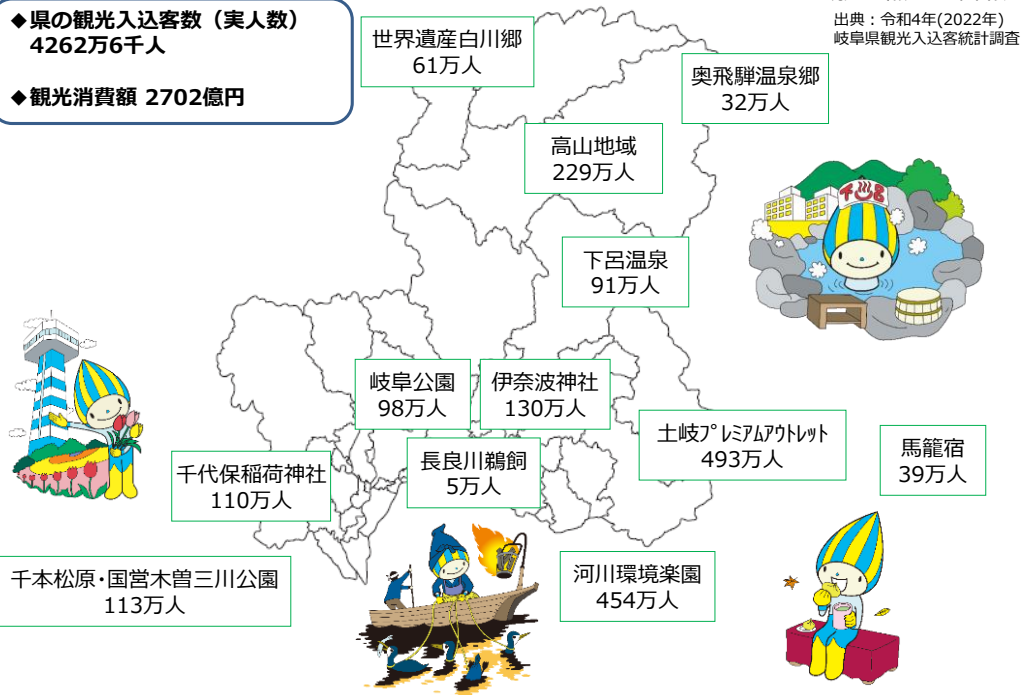 ◆県の観光入込客数（実人数）
4262万6千人
◆観光消費額 2702億円
出典：令和4年(2022年)
岐阜県観光入込客統計調査
世界遺産白川郷
61万人
奥飛騨温泉郷
32万人
高山地域
229万人
下呂温泉
91万人
下呂
岐阜公園
98万人
伊奈波神社
130万人
土岐ﾌﾟﾚﾐｱﾑｱｳﾄﾚｯﾄ
493万人
馬籠宿
39万人
千代保稲荷神社
110万人
長良川鵜飼
5万人
千本松原・国営木曽三川公園
113万人
河川環境楽園
454万人